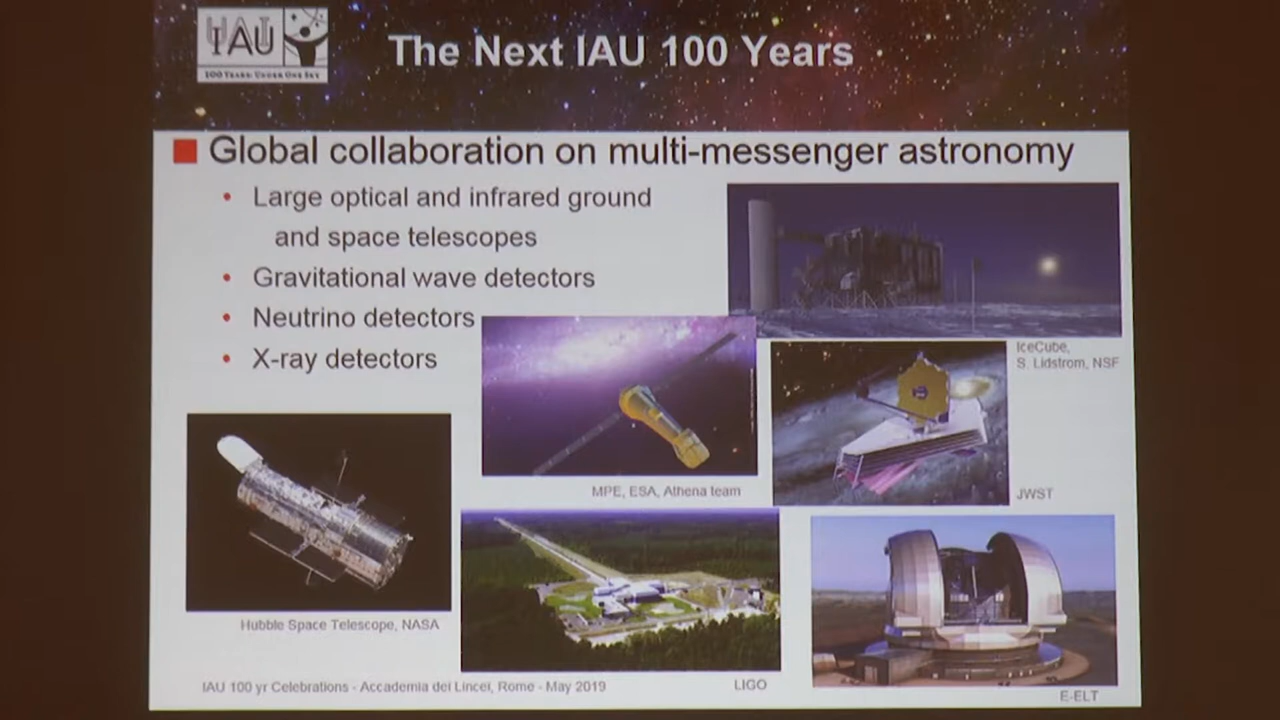 IAU
100 YEARS: UNDER ONE SKY
The Next IAU 100 Years
Global collaboration on multi-messenger astronomy
• Large optical and infrared ground
and space telescopes
• Gravitational wave detectors
• Neutrino detectors
• X-ray detectors
IceCube,
S. Lidstrom, NSF
MPE, ESA, Athena team
JWST
Hubble Space Telescope, NASA
IAU 100 yr Celebrations - Accademia dei Lincei, Rome - May 2019
LIGO
E-ELT